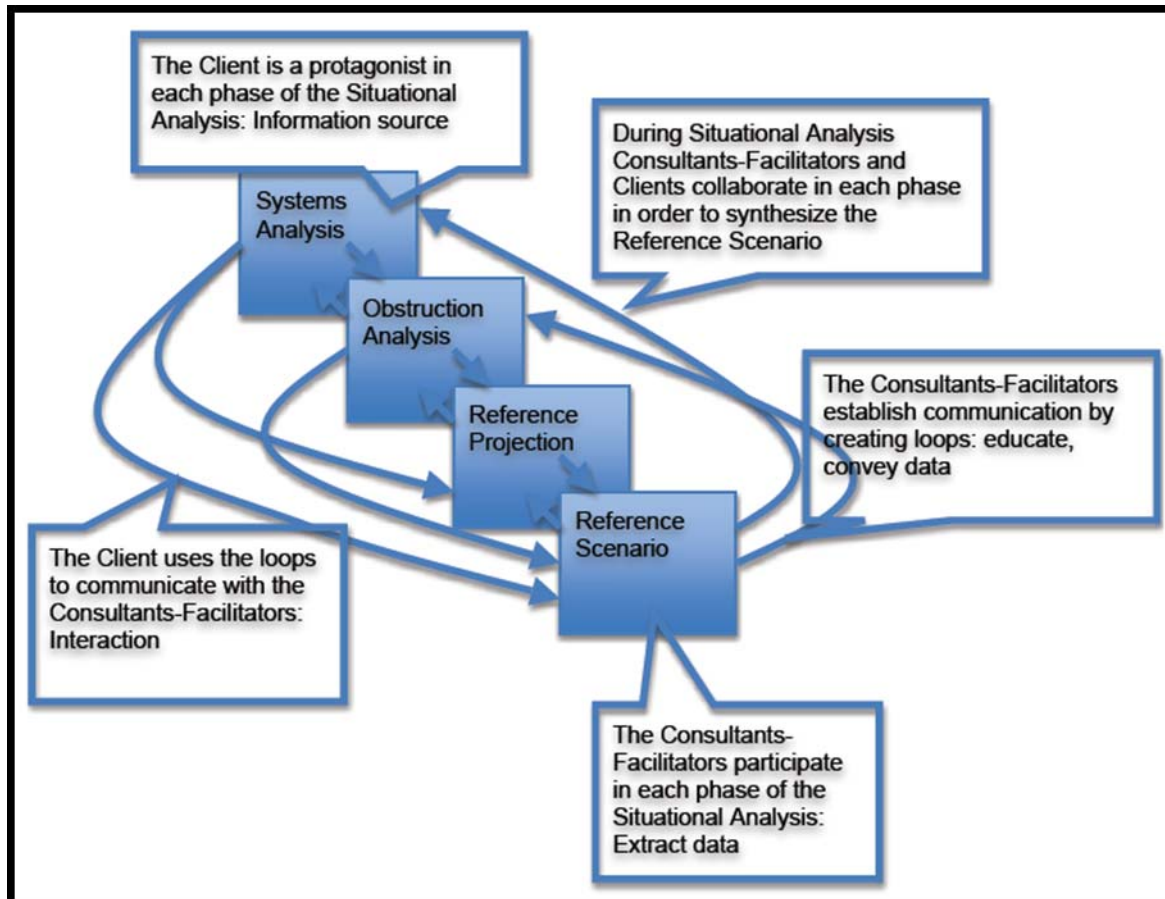 The Client is a protagonist in
each phase of the Situational
Analysis: Information source
During Situational Analysis
Consultants-Facilitators and
Clients collaborate in each phase
in order to synthesize the
Reference Scenario
Systems
Analysis
Obstruction
Analysis
Reference
Projection
Reference
Scenario
The Consultants-Facilitators
establish communication by
creating loops: educate,
convey data
The Client uses the loops
to communicate with the
Consultants-Facilitators:
Interaction
The Consultants-
Facilitators participate
in each phase of the
Situational Analysis:
Extract data